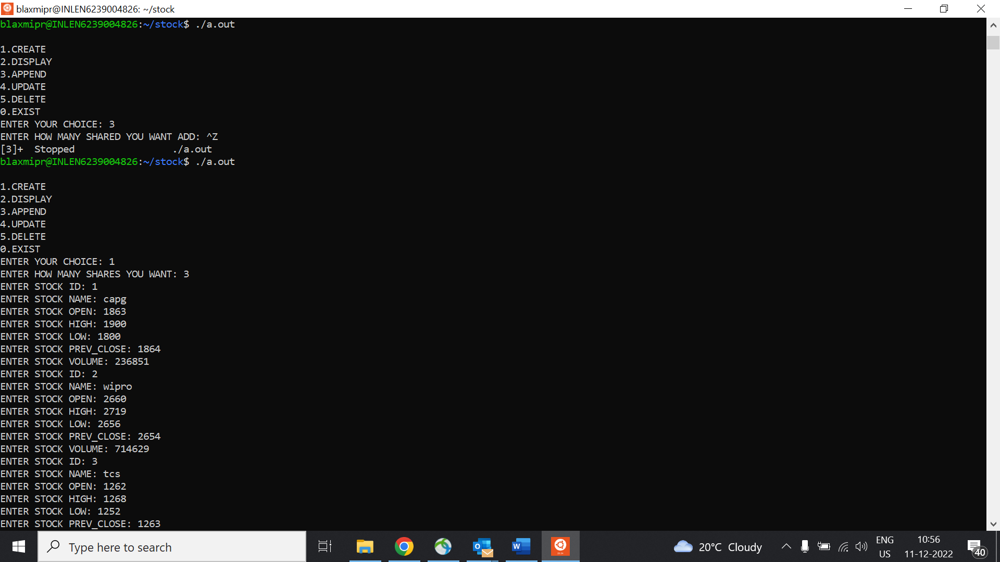 blaxmipr@INLEN6239004826: ~/stock
blaxmipr@INLEN6239004826:~/stock$ ./a.out
1.CREATE
2.DISPLAY
3.APPEND
4.UPDATE
5.DELETE
0.EXIST
ENTER YOUR CHOICE: 3
ENTER HOW MANY SHARED YOU WANT ADD: ^Z
[3]+  Stopped                 ./a.out
blaxmipr@INLEN6239004826:~/stock$ ./a.out
1.CREATE
2.DISPLAY
3.APPEND
4.UPDATE
5.DELETE
0.EXIST
ENTER YOUR CHOICE: 1
ENTER HOW MANY SHARES YOU WANT: 3
ENTER STOCK ID: 1
ENTER STOCK NAME: capg
ENTER STOCK OPEN: 1863
ENTER STOCK HIGH: 1900
ENTER STOCK LOW: 1800
ENTER STOCK PREV_CLOSE: 1864
ENTER STOCK VOLUME: 236851
ENTER STOCK ID: 2
ENTER STOCK NAME: wipro
ENTER STOCK OPEN: 2660
ENTER STOCK HIGH: 2719
ENTER STOCK LOW: 2656
ENTER STOCK PREV_CLOSE: 2654
ENTER STOCK VOLUME: 714629
ENTER STOCK ID: 3
ENTER STOCK NAME: tcs
ENTER STOCK OPEN: 1262
ENTER STOCK HIGH: 1268
ENTER STOCK LOW: 1252
ENTER STOCK PREV_CLOSE: 1263
Type here to search
20°C Cloudy
ENG
US
10:56
11-12-2022
40